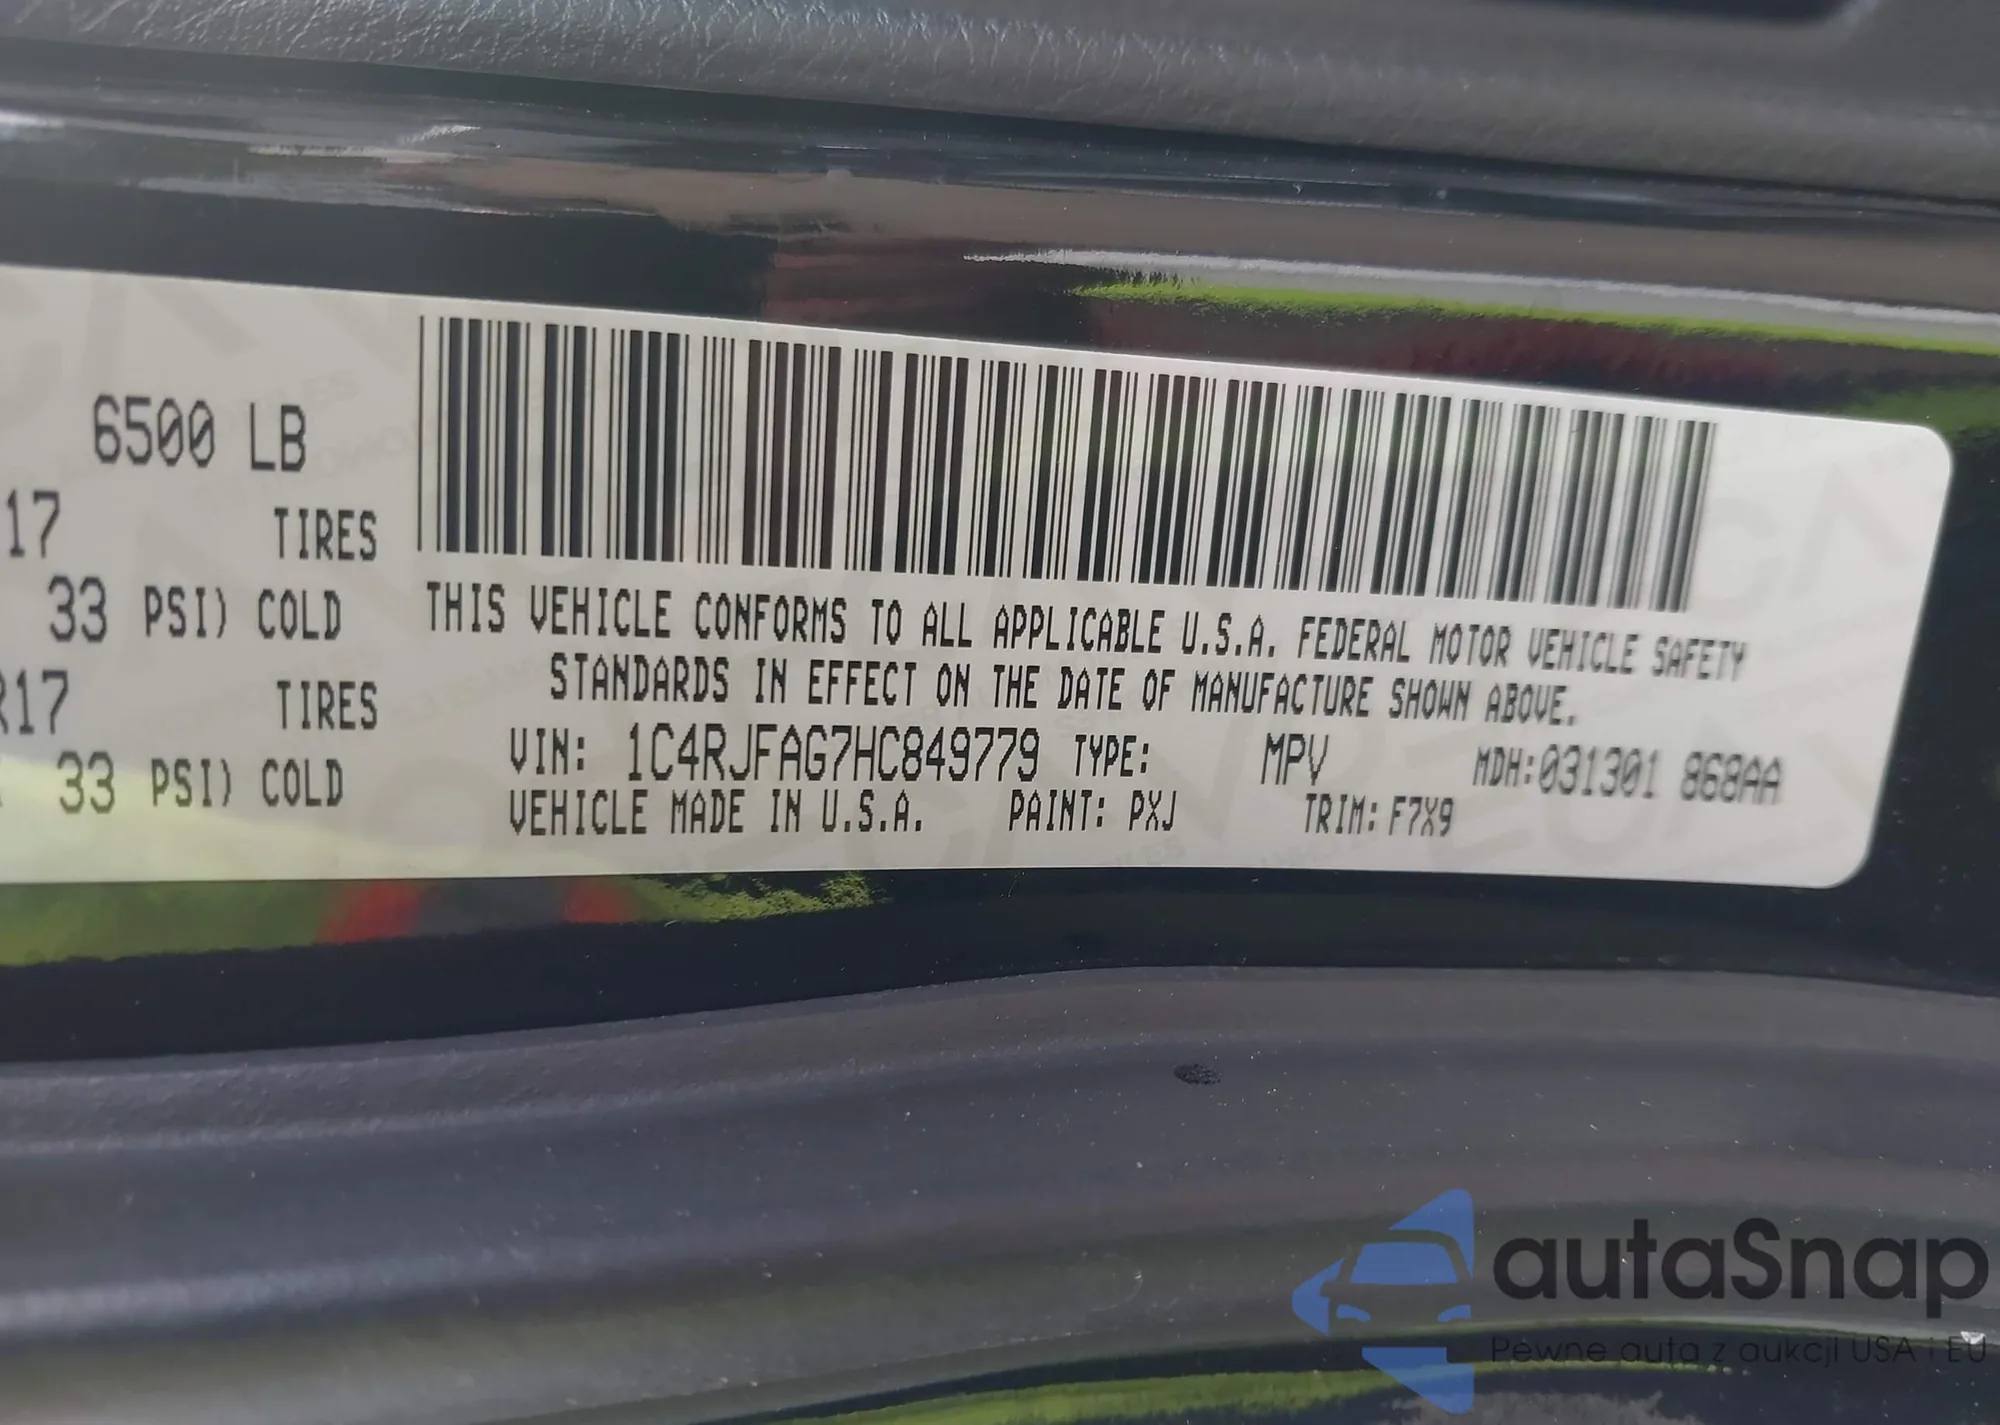 6500 LB
17 TIRES
33 PSI) COLD
R17 TIRES
33 PSI) COLD
THIS VEHICLE CONFORMS TO ALL APPLICABLE U.S.A. FEDERAL MOTOR VEHICLE SAFETY
STANDARDS IN EFFECT ON THE DATE OF MANUFACTURE SHOWN ABOVE.
VIN: 1C4RJFAG7HC849779 TYPE: MPV MDH:031301 868AA
VEHICLE MADE IN U.S.A. PAINT: PXJ TRIM: F7X9
autaSnap
Pewne auta z aukcji USA i EU